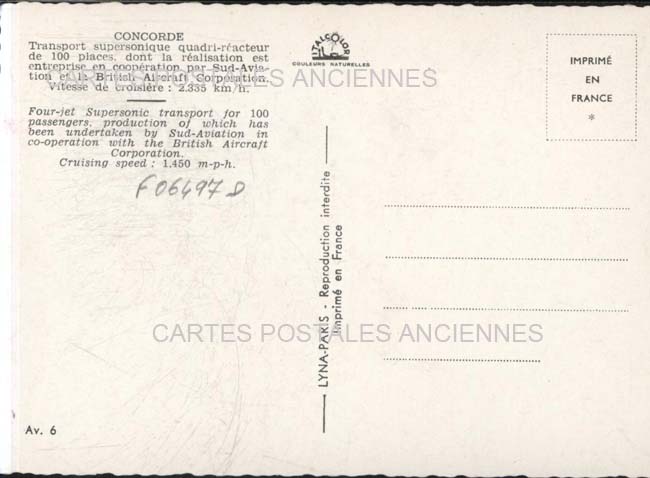 CONCORDE
Transport supersonique quadri-réacteur
de 100 places, dont la réalisation est
entreprise en coopération par Sud-Avia-
tion et la British Aircraft Corporation.
Vitesse de croisière : 2.335 km/h.
Four-jet Supersonic transport for 100
passengers, production of which has
been undertaken by Sud-Aviation in
co-operation with the British Aircraft
Corporation.
Cruising speed : 1.450 m-p-h.
F06497D
Av. 6
ITALCOLOR
COULEURS NATURELLES
LYNA-PARIS - Reproduction interdite
Imprimé en France
IMPRIMÉ
EN
FRANCE
*
CARTES POSTALES ANCIENNES
CARTES POSTALES ANCIENNES